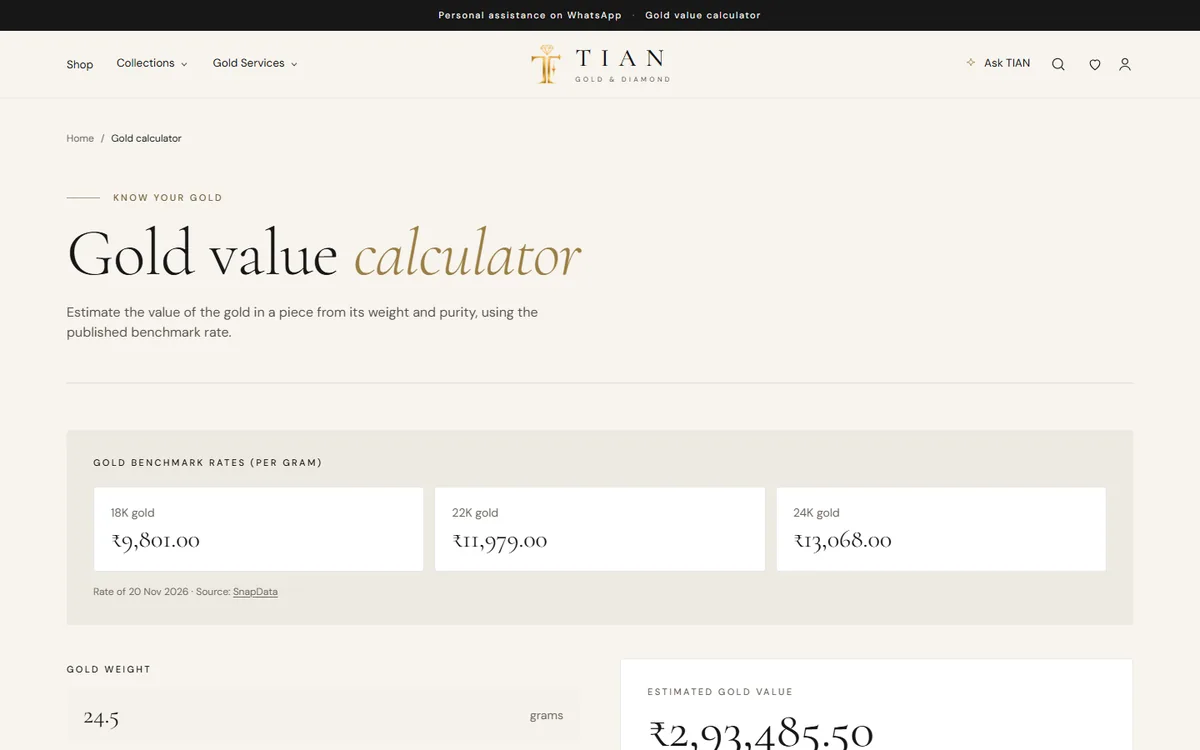 Personal assistance on WhatsApp · Gold value calculator
Shop Collections Gold Services
TIAN
GOLD & DIAMOND
Ask TIAN
Home / Gold calculator
KNOW YOUR GOLD
Gold value calculator
Estimate the value of the gold in a piece from its weight and purity, using the
published benchmark rate.
GOLD BENCHMARK RATES (PER GRAM)
18K gold
₹9,801.00
22K gold
₹11,979.00
24K gold
₹13,068.00
Rate of 20 Nov 2026 · Source: SnapData
GOLD WEIGHT
24.5 grams
ESTIMATED GOLD VALUE
₹2,93,485.50